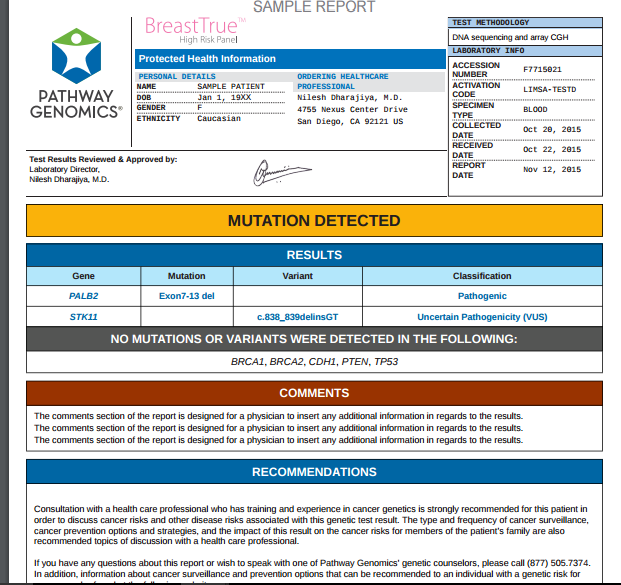 SAMPLE REPORT
PATHWAY
GENOMICS®
BreastTrue™
High Risk Panel
Protected Health Information
PERSONAL DETAILS
NAME SAMPLE PATIENT
DOB Jan 1, 19XX
GENDER F
ETHNICITY Caucasian
ORDERING HEALTHCARE
PROFESSIONAL
Nilesh Dharajiya, M.D.
4755 Nexus Center Drive
San Diego, CA 92121 US
TEST METHODOLOGY
DNA sequencing and array CGH
LABORATORY INFO
ACCESSION
NUMBER F7715021
ACTIVATION
CODE LIMSA-TESTD
SPECIMEN
TYPE BLOOD
COLLECTED
DATE Oct 20, 2015
RECEIVED
DATE Oct 22, 2015
REPORT
DATE Nov 12, 2015
Test Results Reviewed & Approved by:
Laboratory Director,
Nilesh Dharajiya, M.D.
MUTATION DETECTED
RESULTS
Gene Mutation Variant Classification
PALB2 Exon7-13 del Pathogenic
STK11 c.838_839delinsGT Uncertain Pathogenicity (VUS)
NO MUTATIONS OR VARIANTS WERE DETECTED IN THE FOLLOWING:
BRCA1, BRCA2, CDH1, PTEN, TP53
COMMENTS
The comments section of the report is designed for a physician to insert any additional information in regards to the results.
The comments section of the report is designed for a physician to insert any additional information in regards to the results.
The comments section of the report is designed for a physician to insert any additional information in regards to the results.
RECOMMENDATIONS
Consultation with a health care professional who has training and experience in cancer genetics is strongly recommended for this patient in
order to discuss cancer risks and other disease risks associated with this genetic test result. The type and frequency of cancer surveillance,
cancer prevention options and strategies, and the impact of this result on the cancer risks for members of the patient's family are also
recommended topics of discussion with a health care professional.
If you have any questions about this report or wish to speak with one of Pathway Genomics' genetic counselors, please call (877) 505.7374.
In addition, information about cancer surveillance and prevention options that can be recommended to an individual with a genetic risk for